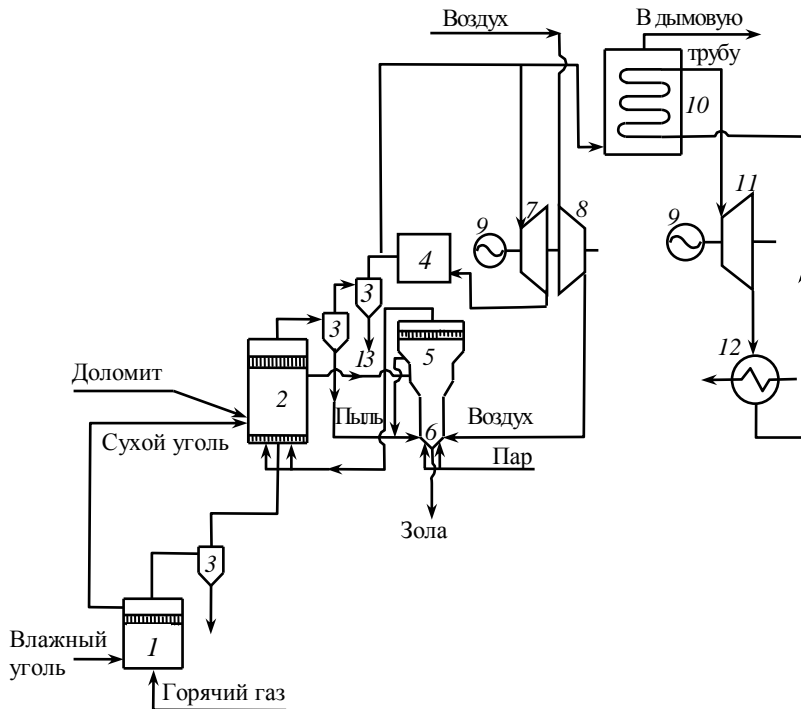 Воздух
В дымовую
трубу
10
11
7
8
9
9
4
3
3
13
5
12
Доломит
2
Пыль
6
Воздух
Сухой уголь
Пар
Зола
3
Влажный
уголь
1
Горячий газ